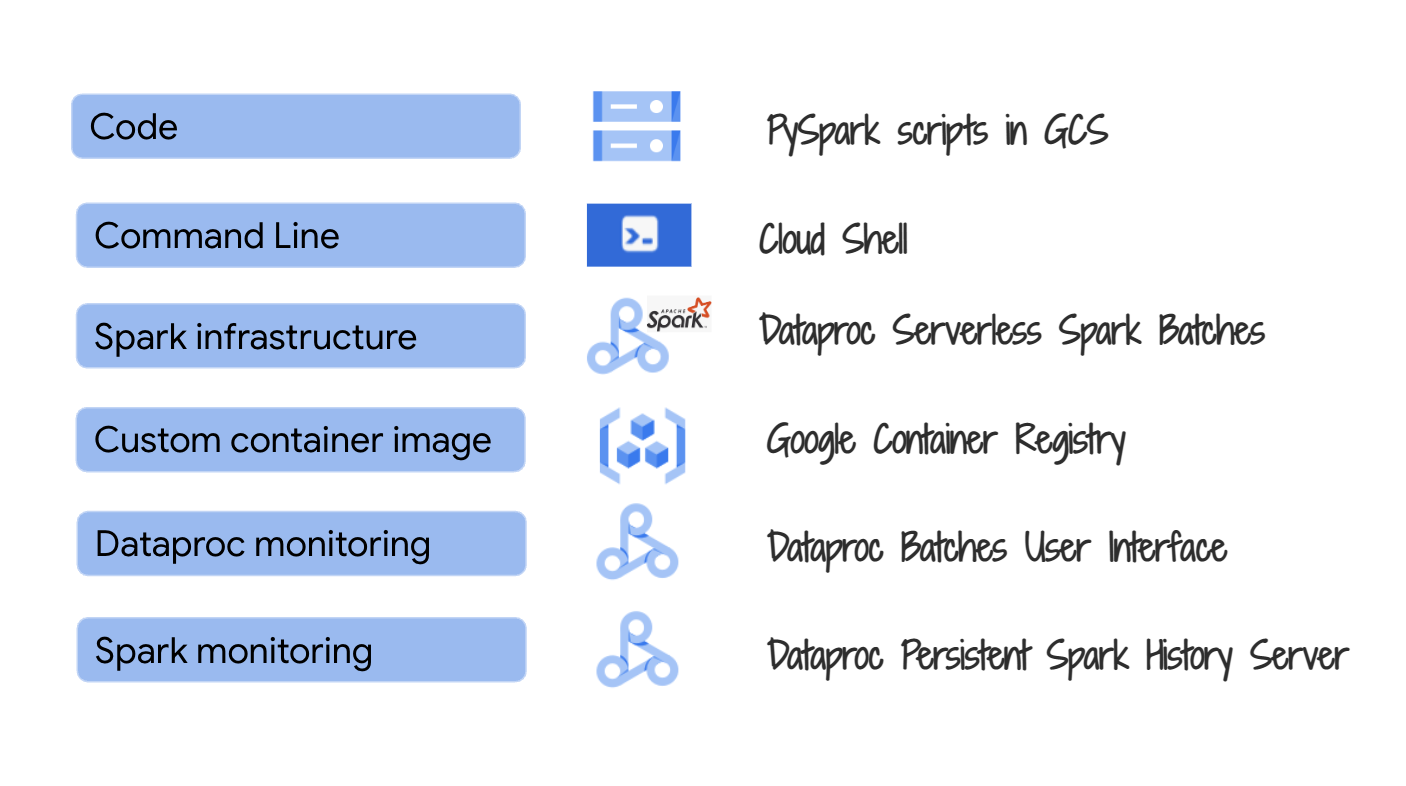 Code
PySpark scripts in GCS
Command Line
Cloud Shell
Spark infrastructure
APACHE
Spark
Dataproc Serverless Spark Batches
Custom container image
Google Container Registry
Dataproc monitoring
Dataproc Batches User Interface
Spark monitoring
Dataproc Persistent Spark History Server